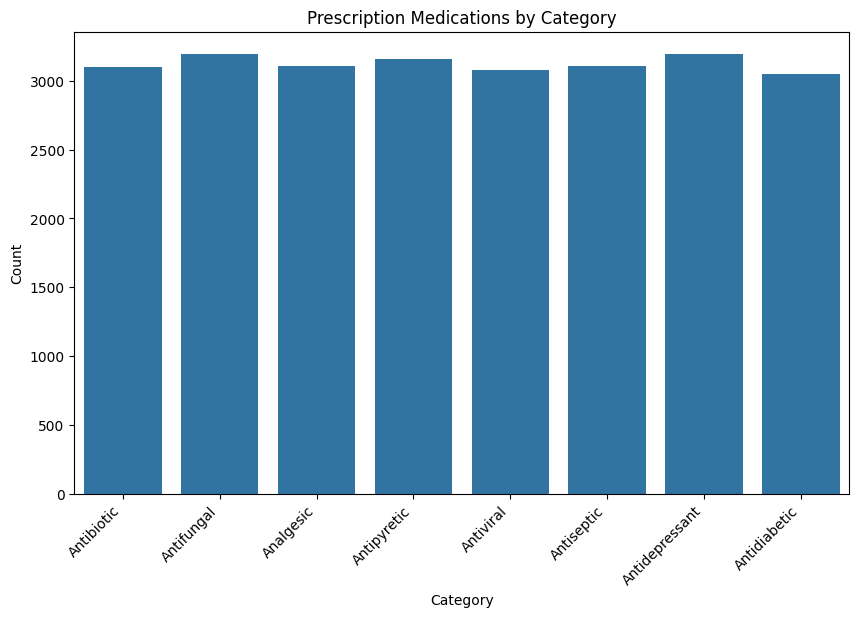 Prescription Medications by Category
Count
3000
2500
2000
1500
1000
500
0
Antibiotic
Antifungal
Analgesic
Antipyretic
Antiviral
Antiseptic
Antidepressant
Antidiabetic
Category